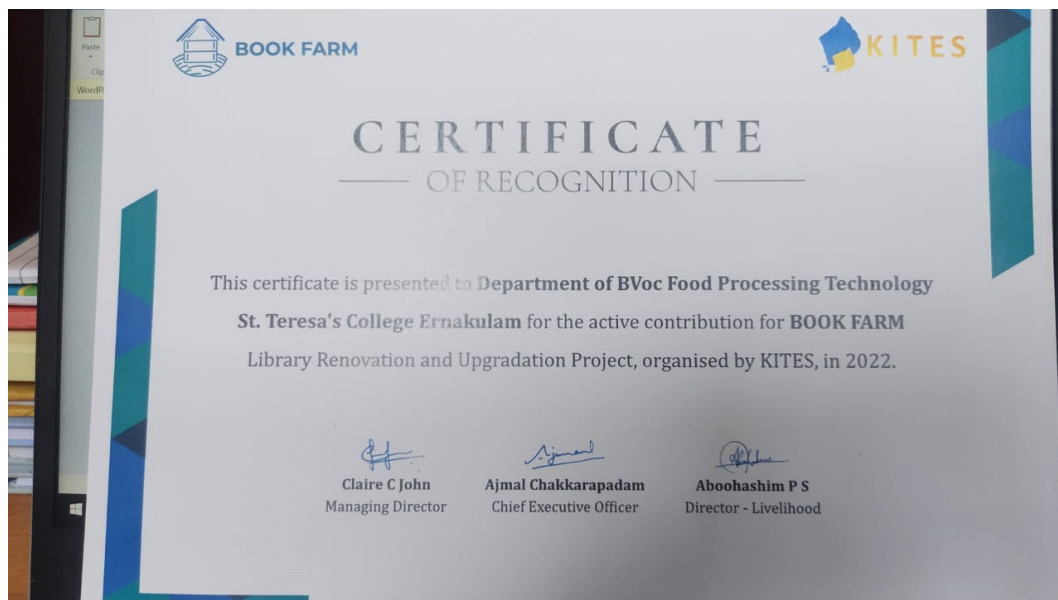 Paste
WordP
BOOK FARM
KITES
CERTIFICATE
OF RECOGNITION
This certificate is presented to Department of BVoc Food Processing Technology
St. Teresa's College Ernakulam for the active contribution for BOOK FARM
Library Renovation and Upgradation Project, organised by KITES, in 2022.
Claire C John
Managing Director
Ajmal Chakkarapadam
Chief Executive Officer
Aboohashim P S
Director - Livelihood